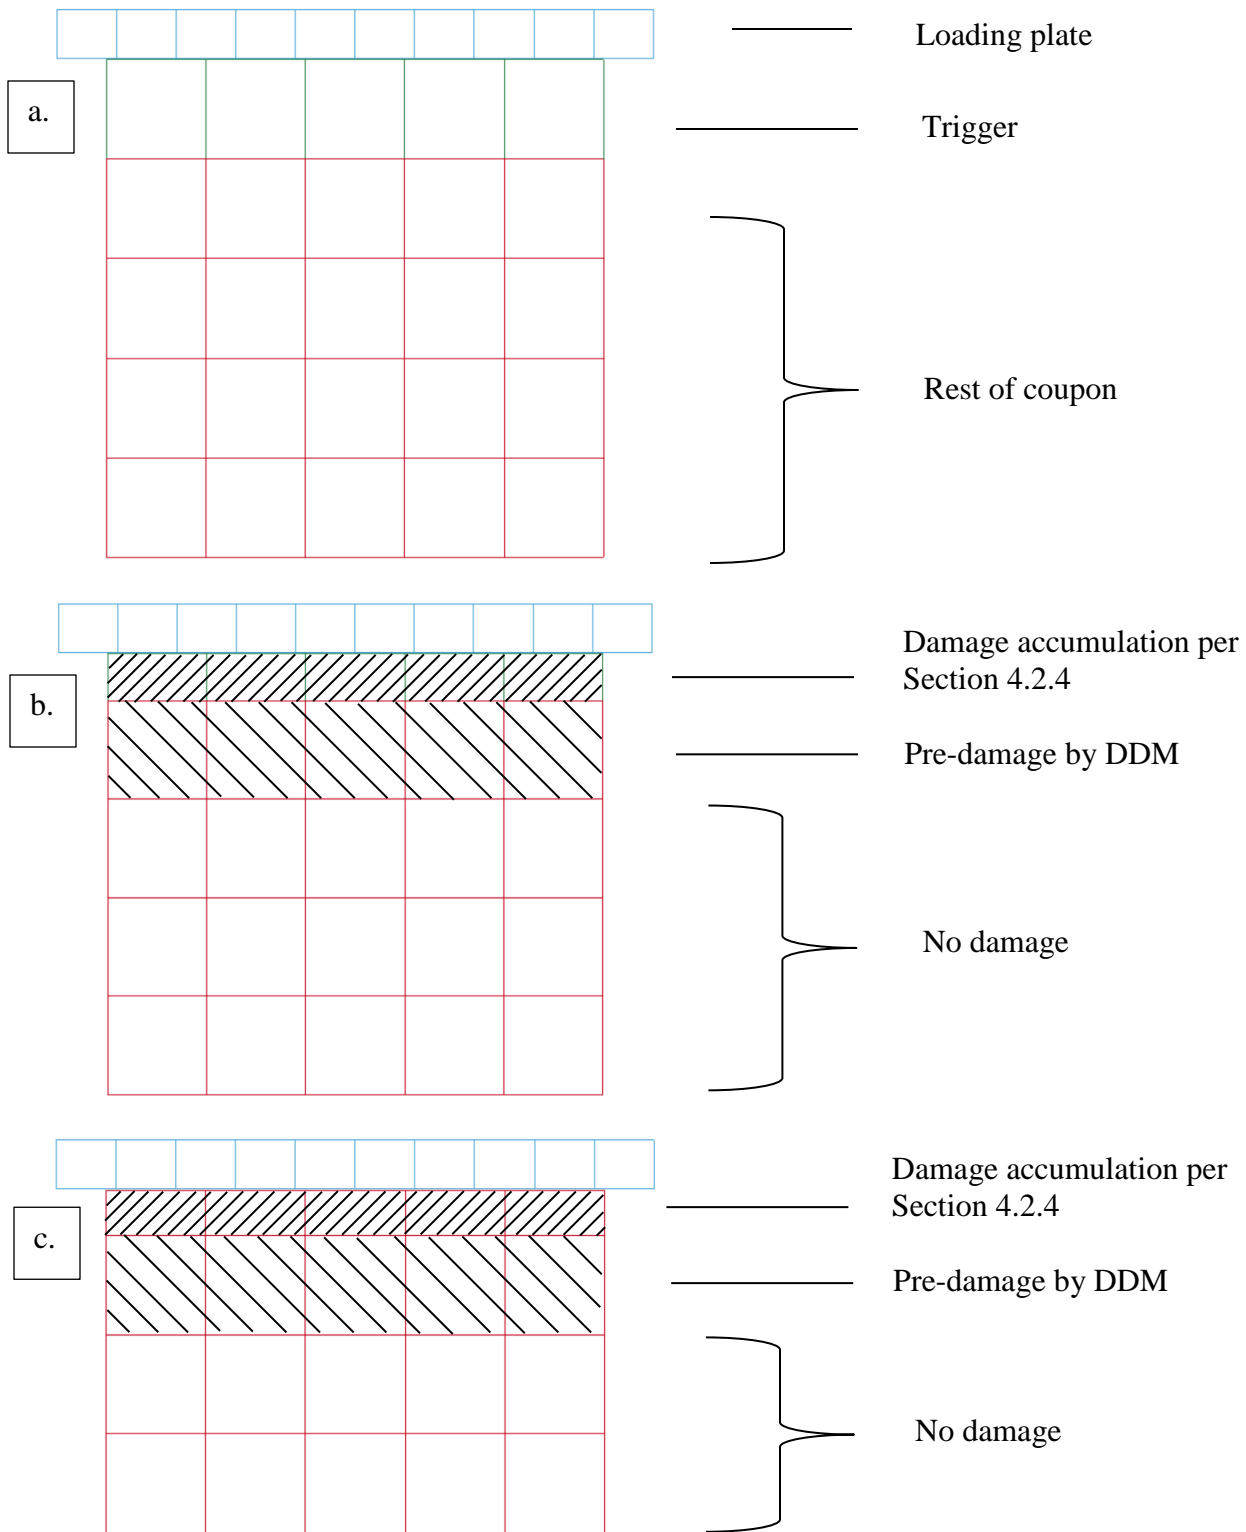 Loading plate
a.
Trigger
Rest of coupon
Damage accumulation per
Section 4.2.4
b.
Pre-damage by DDM
No damage
Damage accumulation per
Section 4.2.4
c.
Pre-damage by DDM
No damage